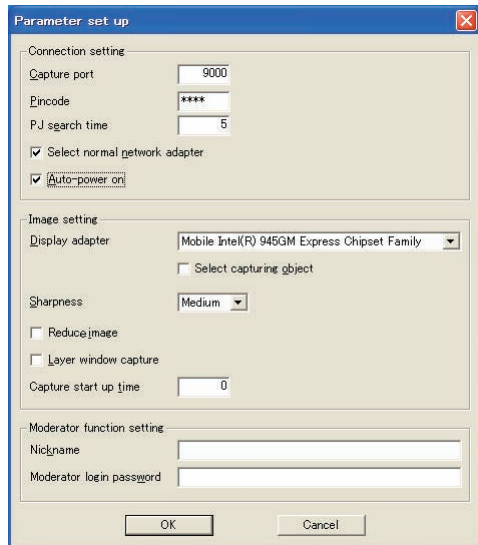 Parameter set up
Connection setting
Capture port 9000
Pincode ****
PJ search time 5
Select normal network adapter
Auto-power on
Image setting
Display adapter Mobile Intel(R) 945GM Express Chipset Family
Select capturing object
Sharpness Medium
Reduce image
Layer window capture
Capture start up time 0
Moderator function setting
Nickname
Moderator login password
OK Cancel